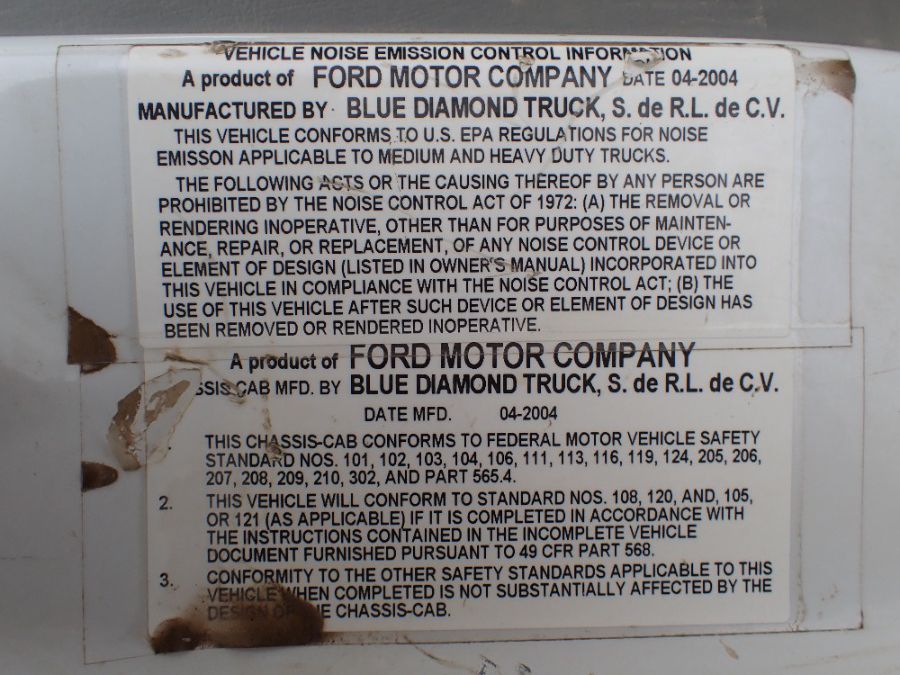 VEHICLE NOISE EMISSION CONTROL INFORMATION
A product of FORD MOTOR COMPANY DATE 04-2004
MANUFACTURED BY BLUE DIAMOND TRUCK, S. de R.L. de C.V.
THIS VEHICLE CONFORMS TO U.S. EPA REGULATIONS FOR NOISE
EMISSON APPLICABLE TO MEDIUM AND HEAVY DUTY TRUCKS.
THE FOLLOWING ACTS OR THE CAUSING THEREOF BY ANY PERSON ARE
PROHIBITED BY THE NOISE CONTROL ACT OF 1972: (A) THE REMOVAL OR
RENDERING INOPERATIVE, OTHER THAN FOR PURPOSES OF MAINTEN-
ANCE, REPAIR, OR REPLACEMENT, OF ANY NOISE CONTROL DEVICE OR
ELEMENT OF DESIGN (LISTED IN OWNER'S MANUAL) INCORPORATED INTO
THIS VEHICLE IN COMPLIANCE WITH THE NOISE CONTROL ACT; (B) THE
USE OF THIS VEHICLE AFTER SUCH DEVICE OR ELEMENT OF DESIGN HAS
BEEN REMOVED OR RENDERED INOPERATIVE.
A product of FORD MOTOR COMPANY
SSIS CAB MFD. BY BLUE DIAMOND TRUCK, S. de R.L. de C.V.
DATE MFD. 04-2004
THIS CHASSIS-CAB CONFORMS TO FEDERAL MOTOR VEHICLE SAFETY
STANDARD NOS. 101, 102, 103, 104, 106, 111, 113, 116, 119, 124, 205, 206,
207, 208, 209, 210, 302, AND PART 565.4.
2. THIS VEHICLE WILL CONFORM TO STANDARD NOS. 108, 120, AND, 105,
OR 121 (AS APPLICABLE) IF IT IS COMPLETED IN ACCORDANCE WITH
THE INSTRUCTIONS CONTAINED IN THE INCOMPLETE VEHICLE
DOCUMENT FURNISHED PURSUANT TO 49 CFR PART 568.
3. CONFORMITY TO THE OTHER SAFETY STANDARDS APPLICABLE TO THIS
VEHICLE WHEN COMPLETED IS NOT SUBSTANTIALLY AFFECTED BY THE
DESIGN OF THE CHASSIS-CAB.